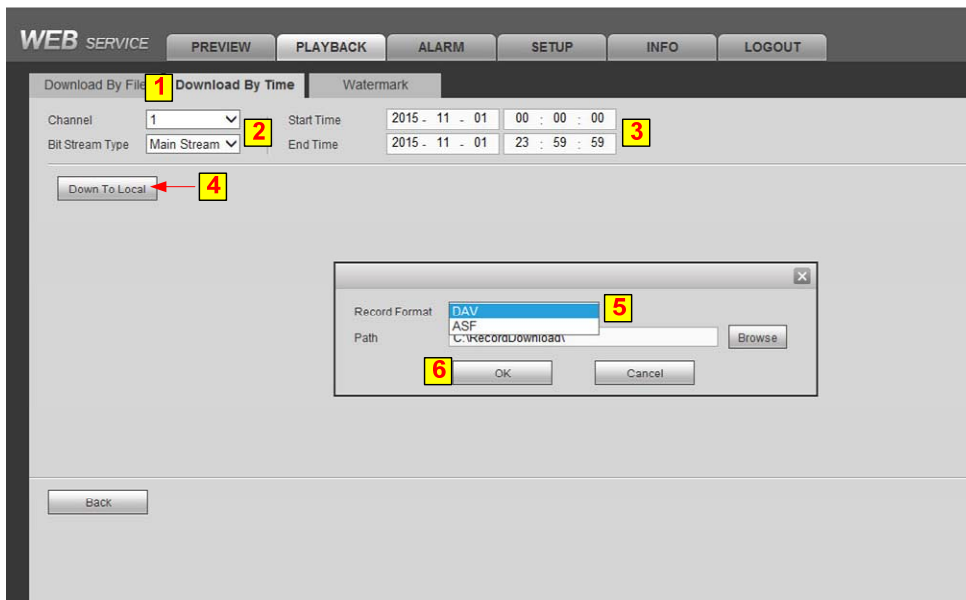 WEB SERVICE PREVIEW PLAYBACK ALARM SETUP INFO LOGOUT
Download By File 1 Download By Time Watermark
Channel 1 Start Time 2015 - 11 - 01 00 : 00 : 00
2 3
Bit Stream Type Main Stream End Time 2015 - 11 - 01 23 : 59 : 59
Down To Local 4
Record Format DAV 5
ASF
Path C:\RecordDownload\ Browse
6 OK Cancel
Back